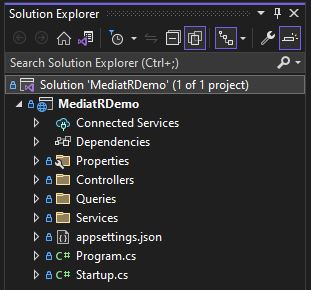 Solution Explorer
Search Solution Explorer (Ctrl+;)
Solution 'MediatRDemo' (1 of 1 project)
MediatRDemo
Connected Services
Dependencies
Properties
Controllers
Queries
Services
appsettings.json
C# Program.cs
C# Startup.cs